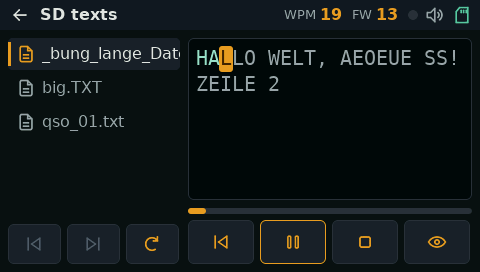 SD texts WPM 19 FW 13
_bung_lange_Date
big.TXT
qso_01.txt
HALLO WELT, AEOEUE SS!
ZEILE 2